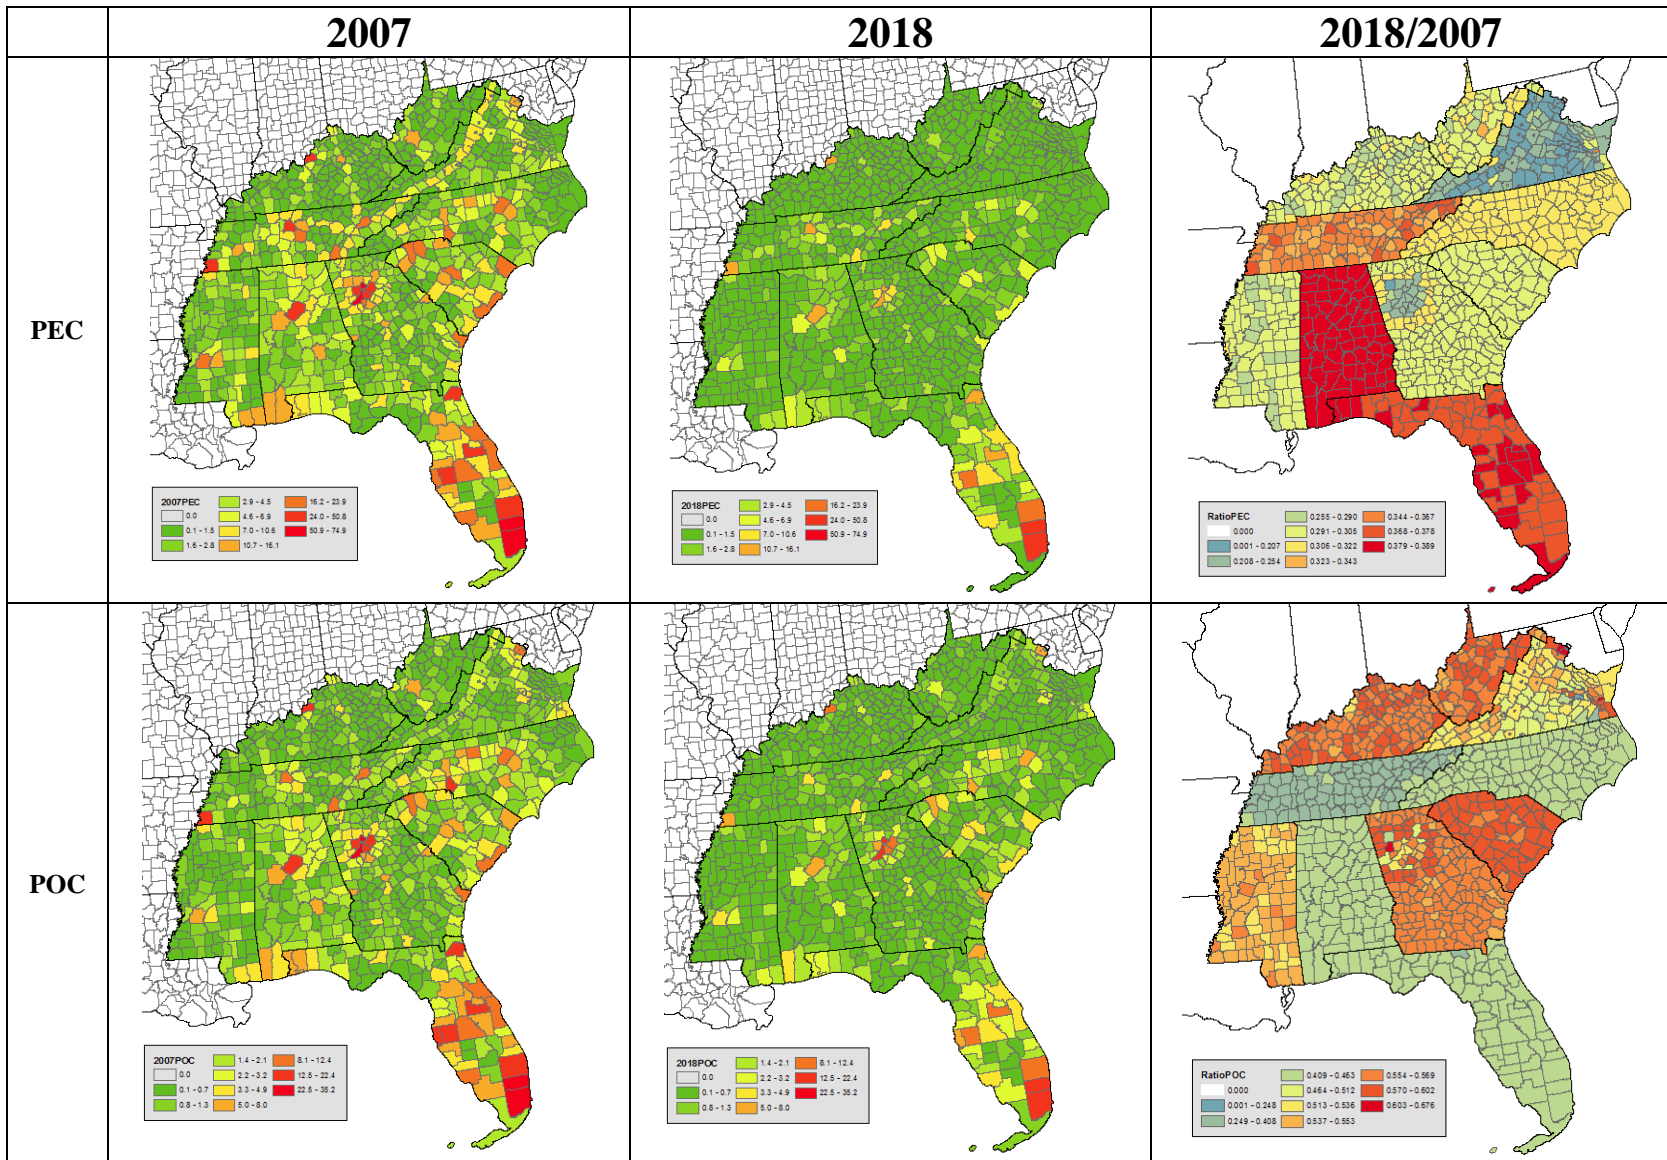 2007 2018 2018/2007
PEC
2007PEC
0.0
0.1 - 1.5
1.6 - 2.8
2.9 - 4.5
4.6 - 6.9
7.0 - 10.6
10.7 - 16.1
16.2 - 23.9
24.0 - 50.8
50.9 - 74.9
2018PEC
0.0
0.1 - 1.5
1.6 - 2.8
2.9 - 4.5
4.6 - 6.9
7.0 - 10.6
10.7 - 16.1
16.2 - 23.9
24.0 - 50.8
50.9 - 74.9
RatioPEC
0.000
0.001 - 0.207
0.208 - 0.254
0.255 - 0.290
0.291 - 0.305
0.306 - 0.322
0.323 - 0.343
0.344 - 0.367
0.368 - 0.378
0.379 - 0.389
POC
2007POC
0.0
0.1 - 0.7
0.8 - 1.3
1.4 - 2.1
2.2 - 3.2
3.3 - 4.9
5.0 - 8.0
8.1 - 12.4
12.5 - 22.4
22.5 - 35.2
2018POC
0.0
0.1 - 0.7
0.8 - 1.3
1.4 - 2.1
2.2 - 3.2
3.3 - 4.9
5.0 - 8.0
8.1 - 12.4
12.5 - 22.4
22.5 - 35.2
RatioPOC
0.000
0.001 - 0.248
0.249 - 0.408
0.409 - 0.463
0.464 - 0.512
0.513 - 0.536
0.537 - 0.553
0.554 - 0.569
0.570 - 0.602
0.603 - 0.676